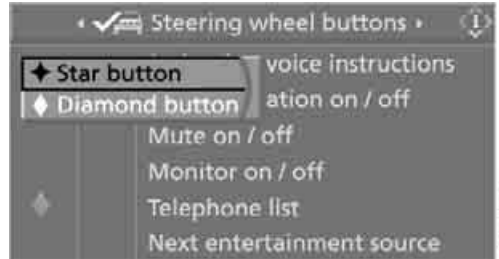 Steering wheel buttons
voice instructions
Star button
Diamond button
ation on / off
Mute on / off
Monitor on / off
Telephone list
Next entertainment source